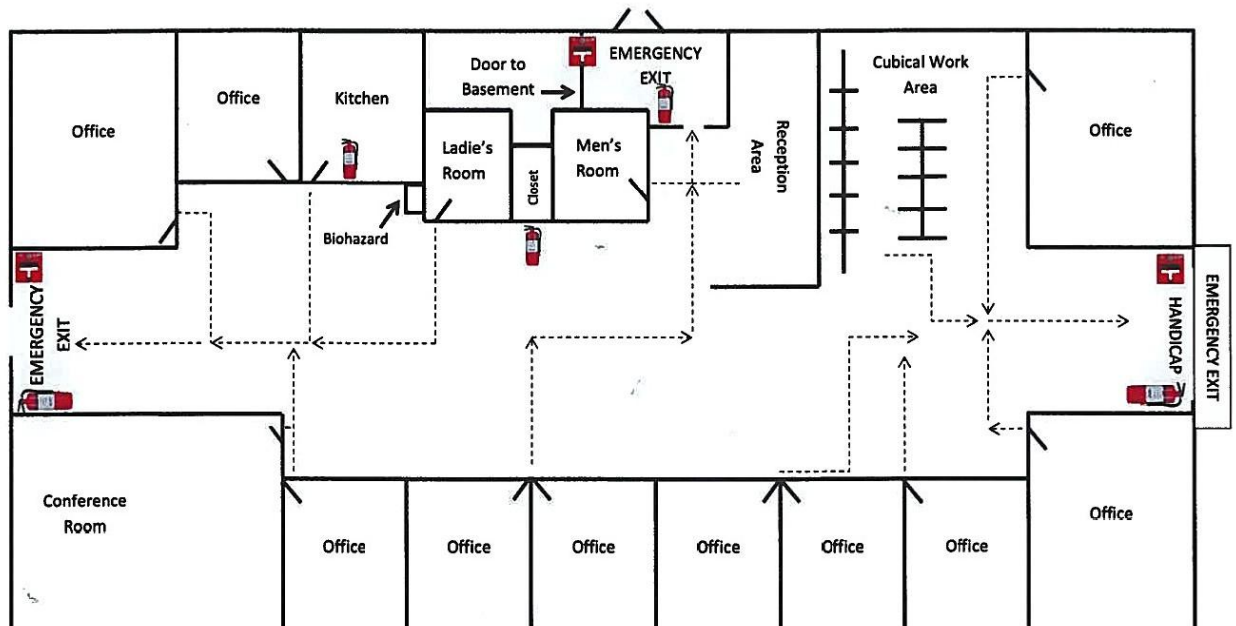 EMERGENCY
EXIT
Door to
Basement
Cubical Work
Area
Office
Office
Kitchen
Ladie's
Room
Closet
Men's
Room
Reception
Area
Office
Biohazard
EMERGENCY
EXIT
HANDICAP
EMERGENCY EXIT
Conference
Room
Office
Office
Office
Office
Office
Office
Office